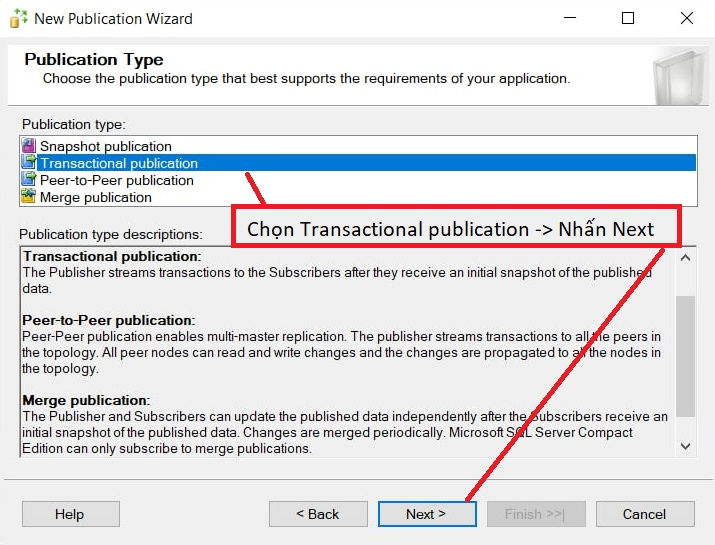 New Publication Wizard
Publication Type
Choose the publication type that best supports the requirements of your application.
Publication type:
Snapshot publication
Transactional publication
Peer-to-Peer publication
Merge publication
Chọn Transactional publication -> Nhấn Next
Publication type descriptions:
Transactional publication:
The Publisher streams transactions to the Subscribers after they receive an initial snapshot of the published
data.
Peer-to-Peer publication:
Peer-Peer publication enables multi-master replication. The publisher streams transactions to all the peers in
the topology. All peer nodes can read and write changes and the changes are propagated to all the nodes in
the topology.
Merge publication:
The Publisher and Subscribers can update the published data independently after the Subscribers receive an
initial snapshot of the published data. Changes are merged periodically. Microsoft SQL Server Compact
Edition can only subscribe to merge publications.
Help
< Back
Next >
Finish >>|
Cancel